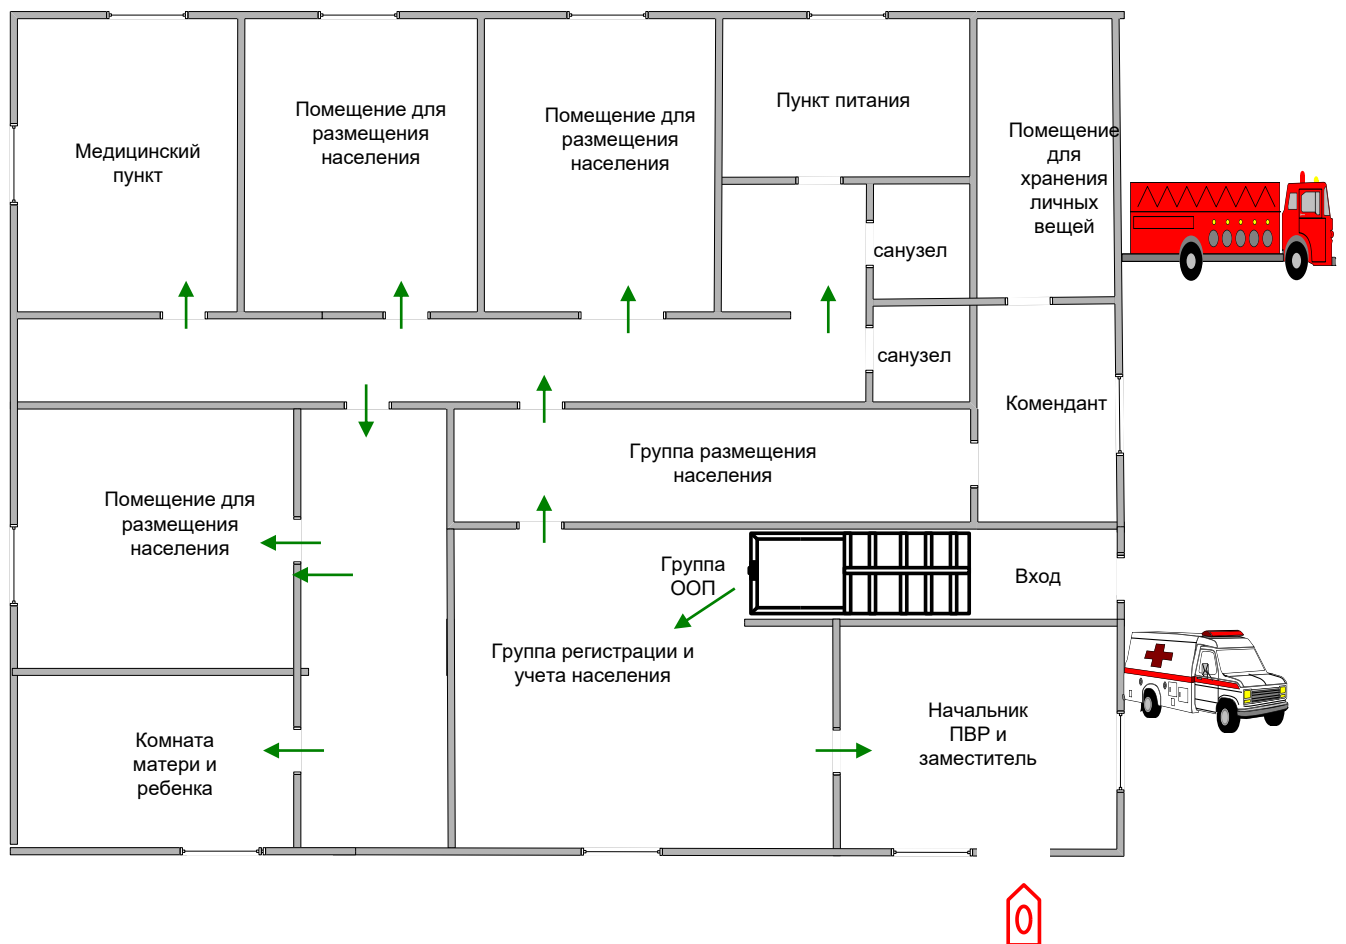 Медицинский
пункт
Помещение для
размещения
населения
Помещение для
размещения
населения
Пункт питания
Помещение
для
хранения
личных
вещей
санузел
санузел
Комендант
Группа размещения
населения
Помещение для
размещения
населения
Группа
ООП
Вход
Группа регистрации и
учета населения
Комната
матери и
ребенка
Начальник
ПВР и
заместитель